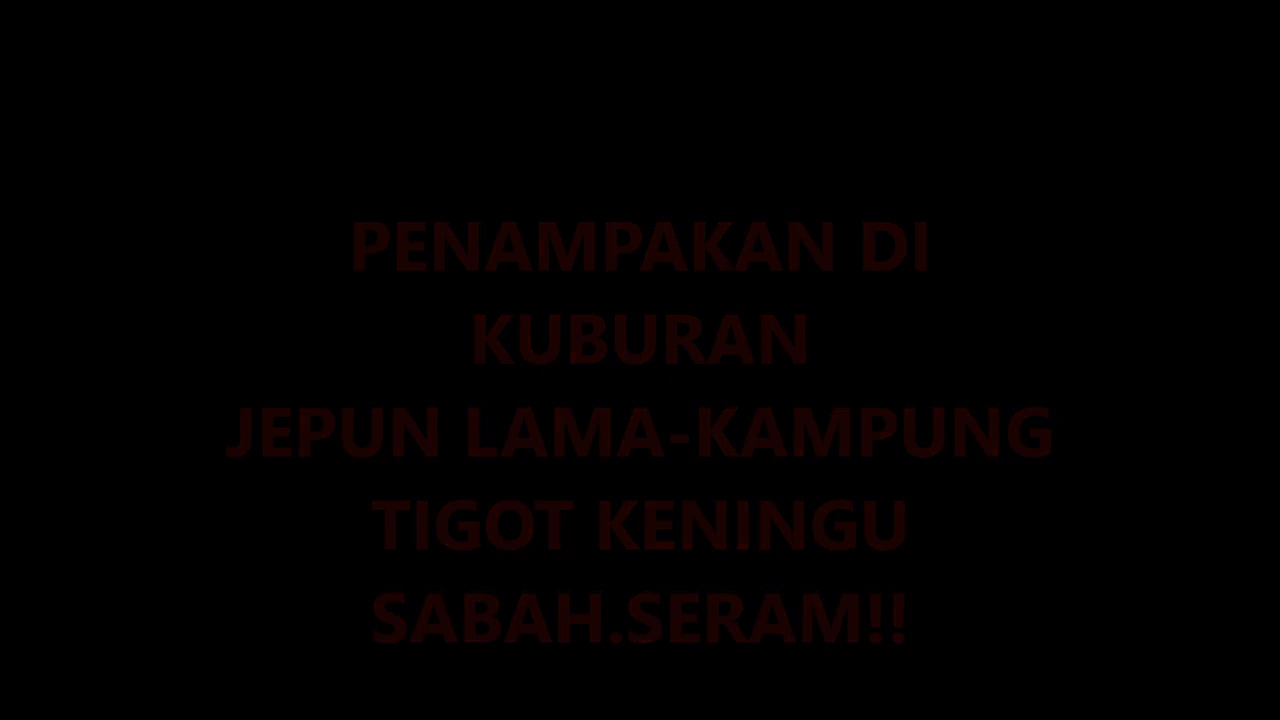 PENAMPAKAN DI
KUBURAN
JEPUN LAMA-KAMPUNG
TIGOT KENINGU
SABAH.SERAM!!